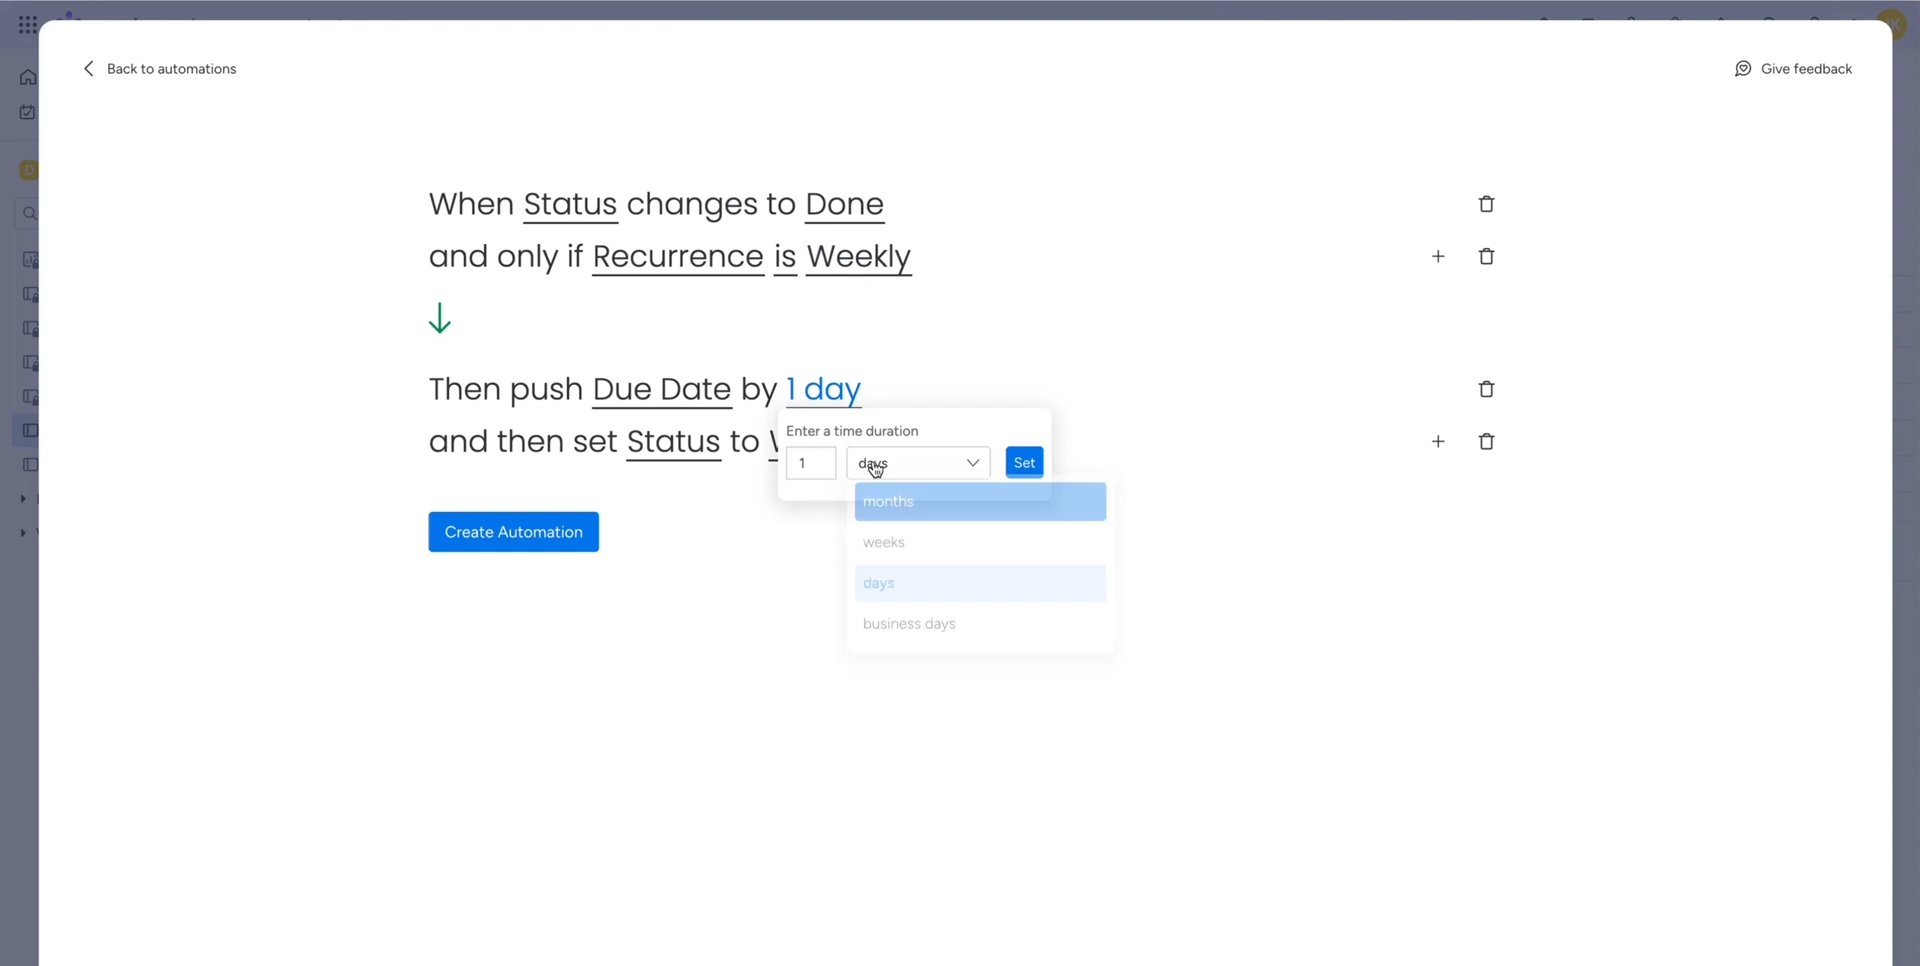 Back to automations
Give feedback
When Status changes to Done
and only if Recurrence is Weekly
Then push Due Date by 1 day
Enter a time duration
and then set Status to
1
days
Set
months
weeks
days
business days
Create Automation